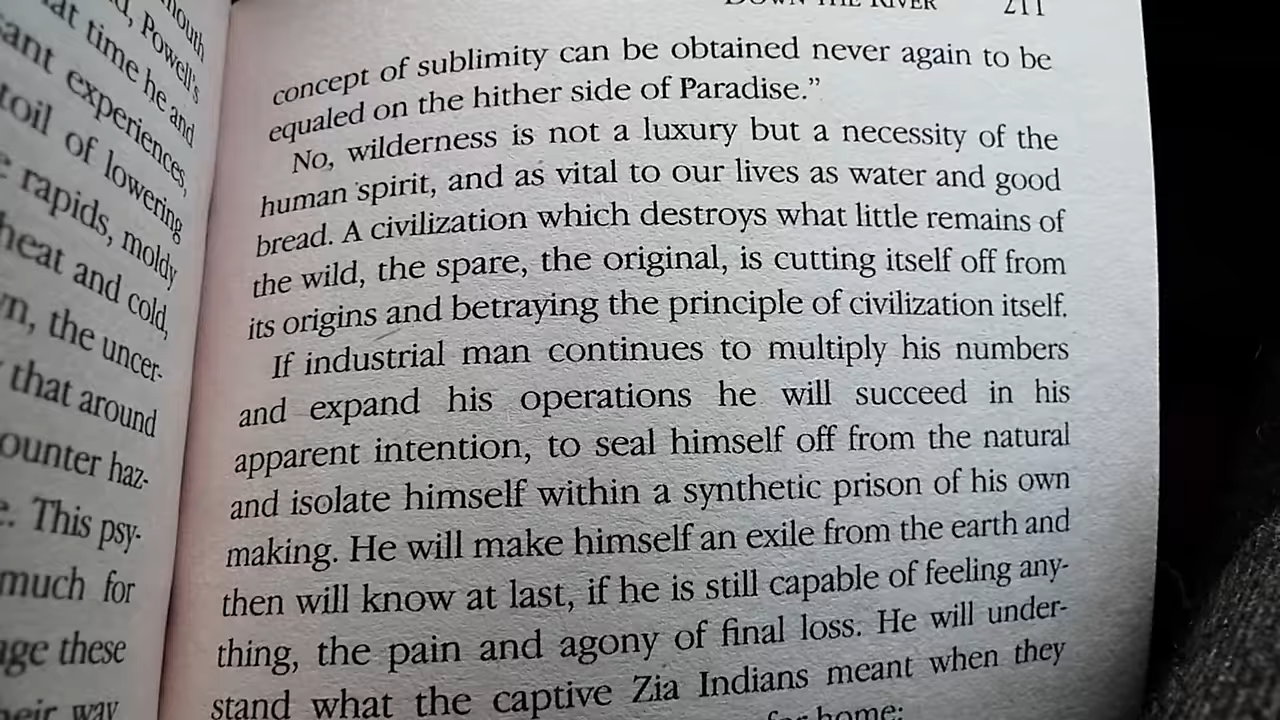 mouth
Powell's
at time he and
sant experiences,
toil of lowering
rapids, moldy
heat and cold,
the uncer-
that around
ounter haz-
This psy-
much for
these
way
DOWN THE RIVER 211
concept of sublimity can be obtained never again to be
equaled on the hither side of Paradise.”
No, wilderness is not a luxury but a necessity of the
human spirit, and as vital to our lives as water and good
bread. A civilization which destroys what little remains of
the wild, the spare, the original, is cutting itself off from
its origins and betraying the principle of civilization itself.
If industrial man continues to multiply his numbers
and expand his operations he will succeed in his
apparent intention, to seal himself off from the natural
and isolate himself within a synthetic prison of his own
making. He will make himself an exile from the earth and
then will know at last, if he is still capable of feeling any-
thing, the pain and agony of final loss. He will under-
stand what the captive Zia Indians meant when they
for home: